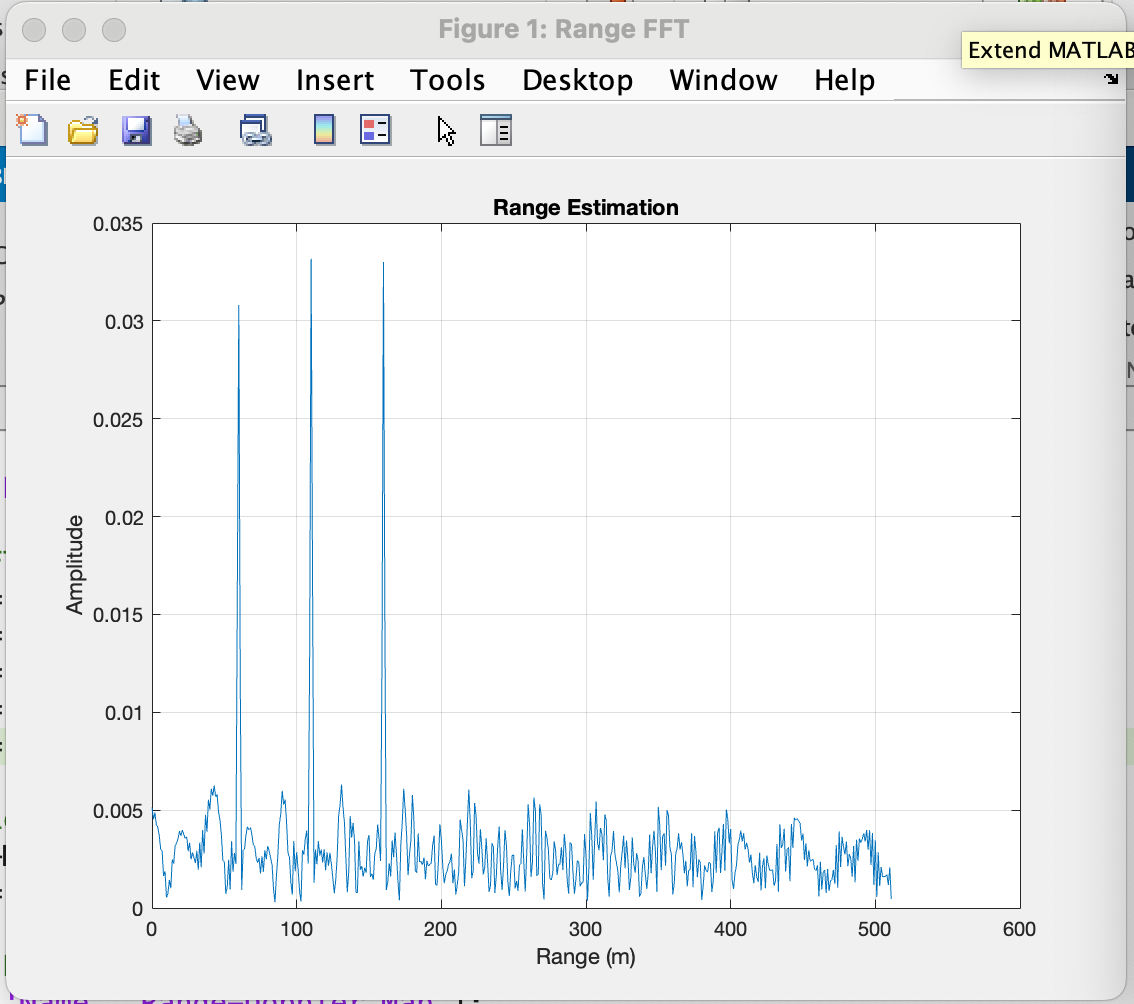 Figure 1: Range FFT
Extend MATLAB
File Edit View Insert Tools Desktop Window Help
Range Estimation
0.035
0.03
0.025
0.02
0.015
0.01
0.005
0
Amplitude
0 100 200 300 400 500 600
Range (m)